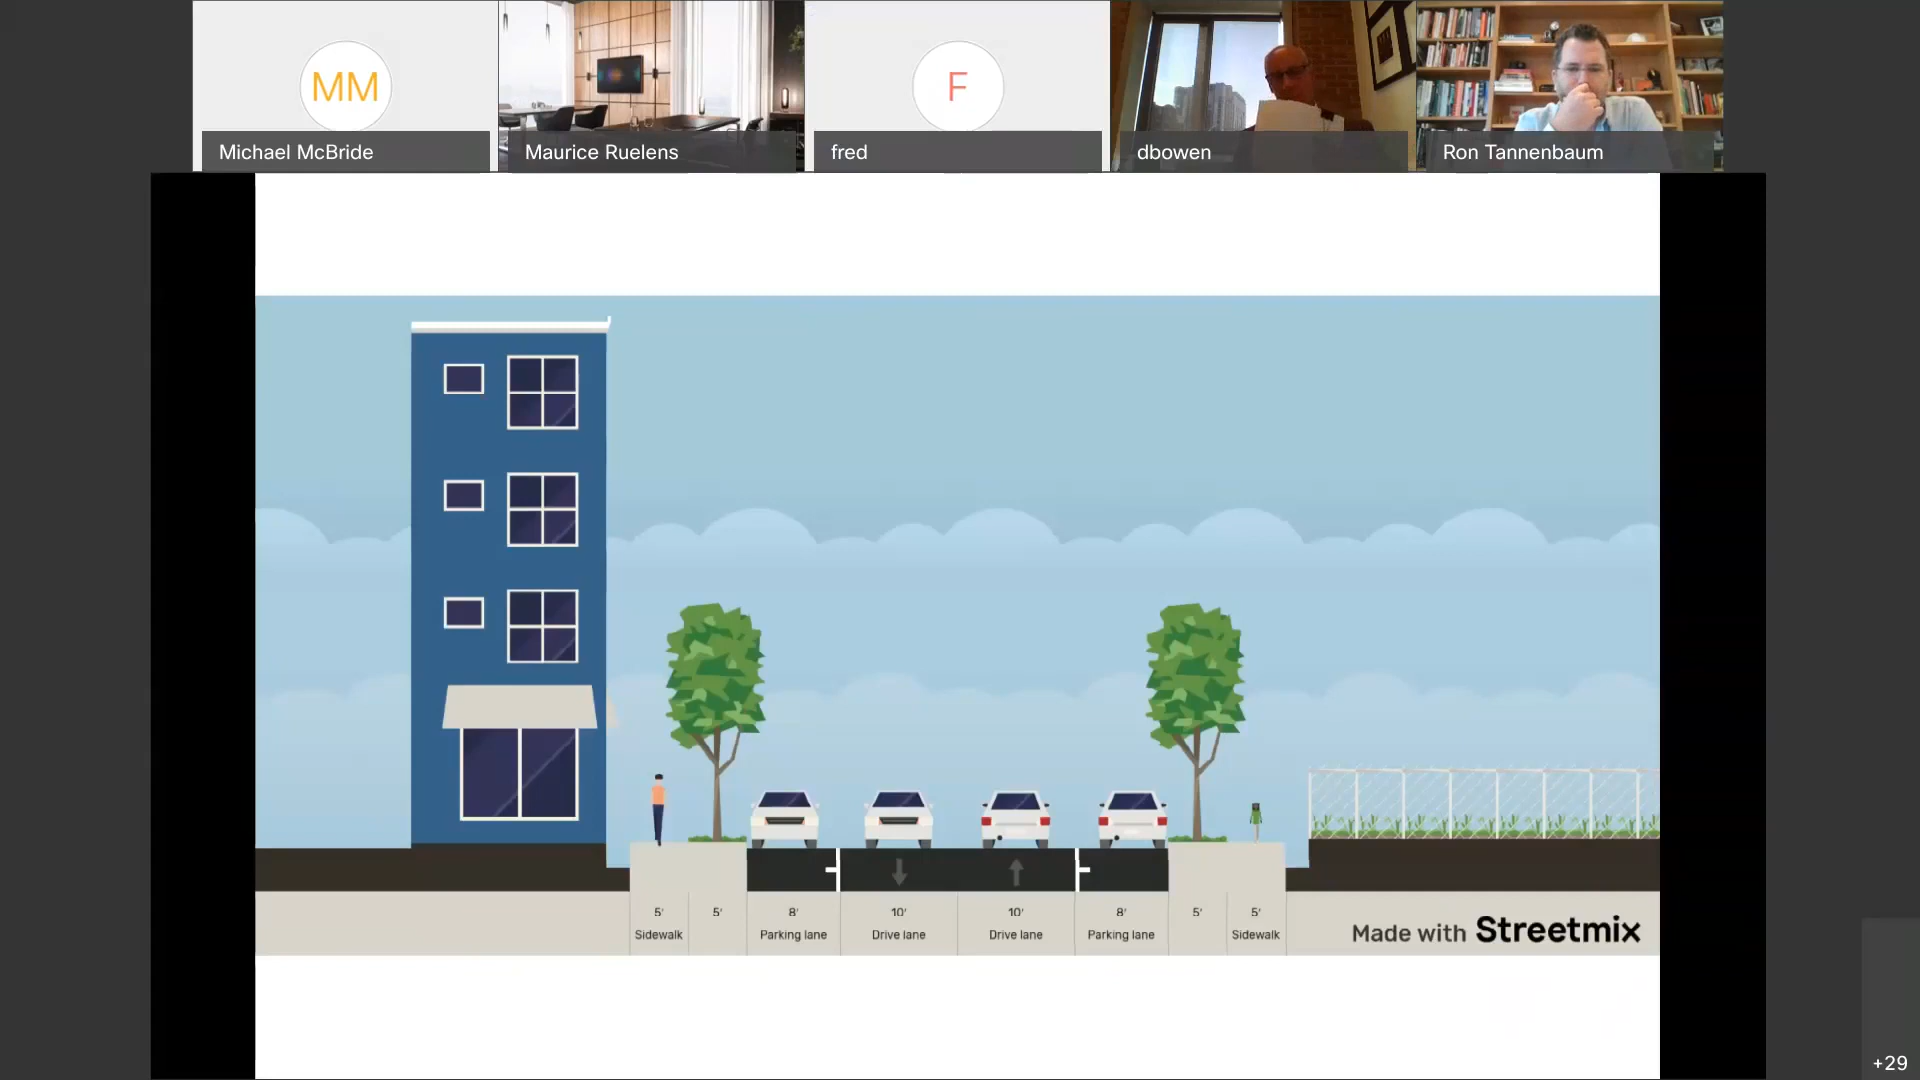 MM
F
Michael McBride
Maurice Ruelens
fred
dbowen
Ron Tannenbaum
5' 5' 8' 10' 10' 8' 5' 5'
Sidewalk Parking lane Drive lane Drive lane Parking lane Sidewalk
Made with Streetmix
+29